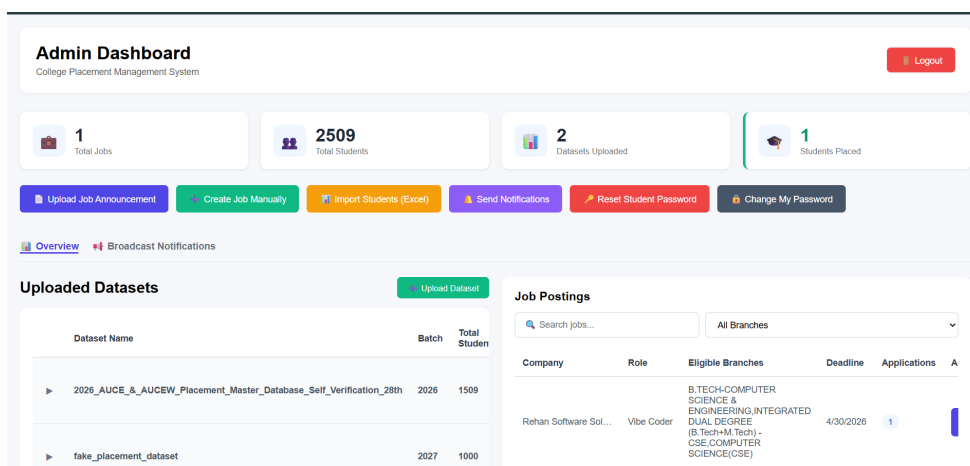 Admin Dashboard
College Placement Management System
Logout
1
Total Jobs
2509
Total Students
2
Datasets Uploaded
1
Students Placed
Upload Job Announcement
Create Job Manually
Import Students (Excel)
Send Notifications
Reset Student Password
Change My Password
Overview
Broadcast Notifications
Uploaded Datasets
Upload Dataset
Dataset Name
Batch
Total
Studen
2026_AUCE_&_AUCEW_Placement_Master_Database_Self_Verification_28th
2026
1509
fake_placement_dataset
2027
1000
Job Postings
Search jobs...
All Branches
Company
Role
Eligible Branches
Deadline
Applications
A
Rehan Software Sol...
Vibe Coder
B.TECH-COMPUTER
SCIENCE &
ENGINEERING,INTEGRATED
DUAL DEGREE
(B.Tech+M.Tech) -
CSE,COMPUTER
SCIENCE(CSE)
4/30/2026
1